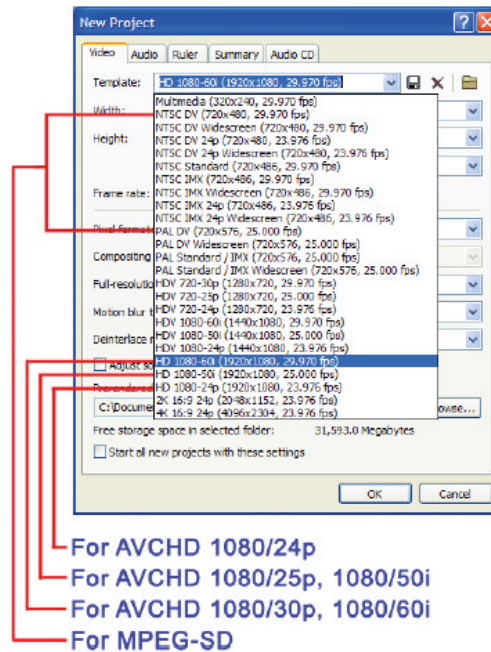 New Project
Video Audio Ruler Summary Audio CD
Template: HD 1080-60i (1920x1080, 29.970 fps)
Multimedia (320x240, 29.970 fps)
Width: NTSC DV (720x480, 29.970 fps)
NTSC DV Widescreen (720x480, 29.970 fps)
Height: NTSC DV 24p (720x480, 23.976 fps)
NTSC DV 24p Widescreen (720x480, 23.976 fps)
NTSC Standard (720x486, 29.970 fps)
NTSC IMX (720x486, 29.970 fps)
NTSC IMX Widescreen (720x486, 29.970 fps)
Frame rate: NTSC IMX 24p (720x486, 23.976 fps)
NTSC IMX 24p Widescreen (720x486, 23.976 fps)
Pixel format: PAL DV (720x576, 25.000 fps)
PAL DV Widescreen (720x576, 25.000 fps)
Compositing PAL Standard / IMX (720x576, 25.000 fps)
PAL Standard / IMX Widescreen (720x576, 25.000 fps)
Full-resolutio HDV 720-30p (1280x720, 29.970 fps)
HDV 720-25p (1280x720, 25.000 fps)
Motion blur t HDV 720-24p (1280x720, 23.976 fps)
HDV 1080-60i (1440x1080, 29.970 fps)
Deinterlace HDV 1080-50i (1440x1080, 25.000 fps)
HDV 1080-24p (1440x1080, 23.976 fps)
Adjust so HD 1080-60i (1920x1080, 29.970 fps)
HD 1080-50i (1920x1080, 25.000 fps)
Prerendered HD 1080-24p (1920x1080, 23.976 fps)
2K 16:9 24p (2048x1152, 23.976 fps)
C:\Docume 4K 16:9 24p (4096x2304, 23.976 fps) owse...
Free storage space in selected folder: 31,593.0 Megabytes
Start all new projects with these settings
OK Cancel
For AVCHD 1080/24p
For AVCHD 1080/25p, 1080/50i
For AVCHD 1080/30p, 1080/60i
For MPEG-SD